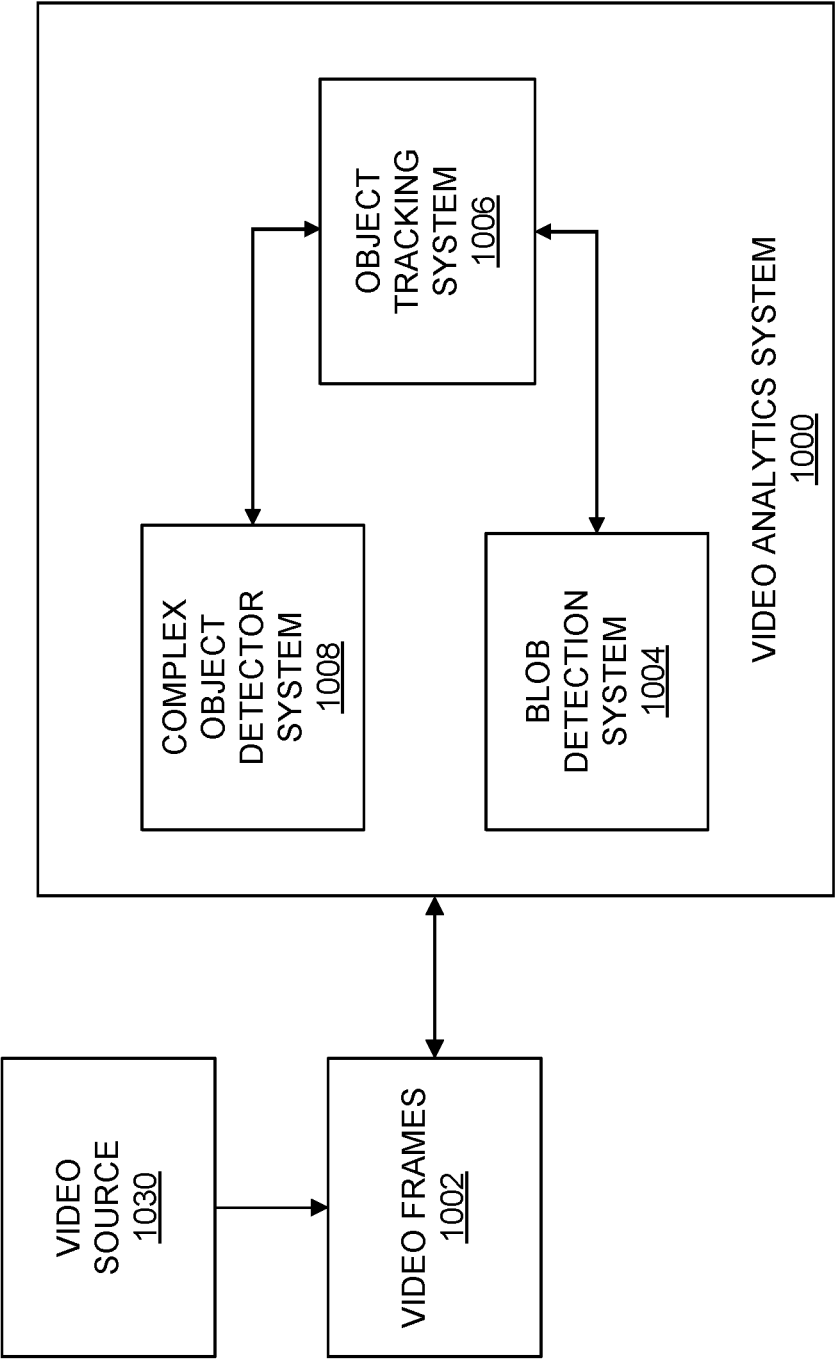 VIDEO
SOURCE
1030
VIDEO FRAMES
1002
COMPLEX
OBJECT
DETECTOR
SYSTEM
1008
BLOB
DETECTION
SYSTEM
1004
OBJECT
TRACKING
SYSTEM
1006
VIDEO ANALYTICS SYSTEM
1000